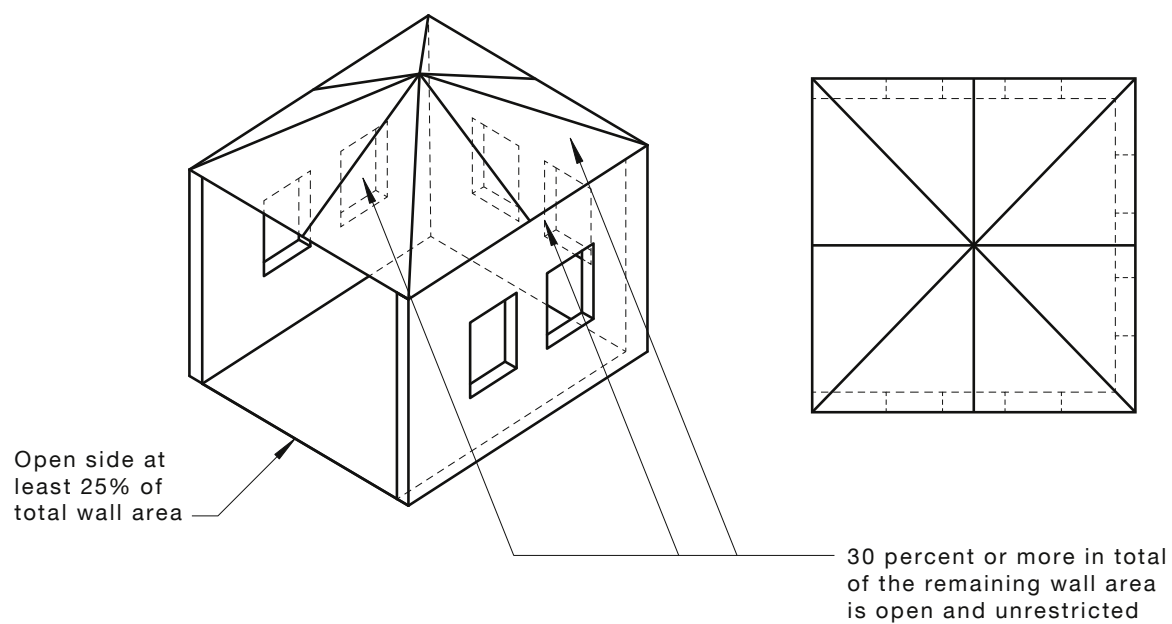 Open side at
least 25% of
total wall area
30 percent or more in total
of the remaining wall area
is open and unrestricted